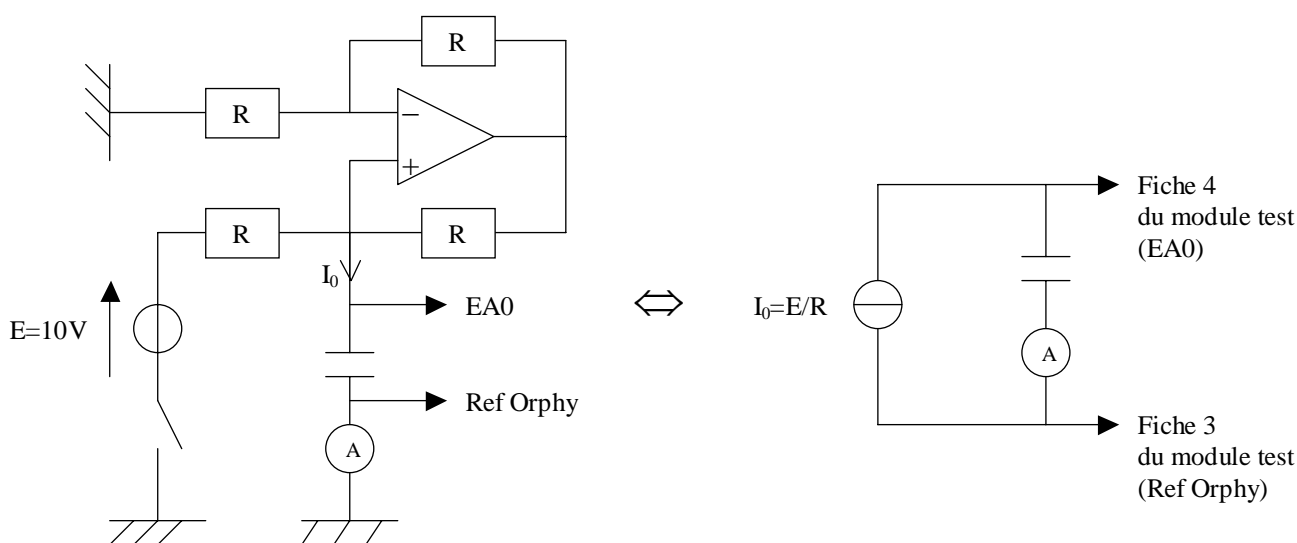 R
R
−
+
R
R
I₀
EA0
E=10V
Ref Orphy
A
I₀=E/R
A
Fiche 4
du module test
(EA0)
Fiche 3
du module test
(Ref Orphy)